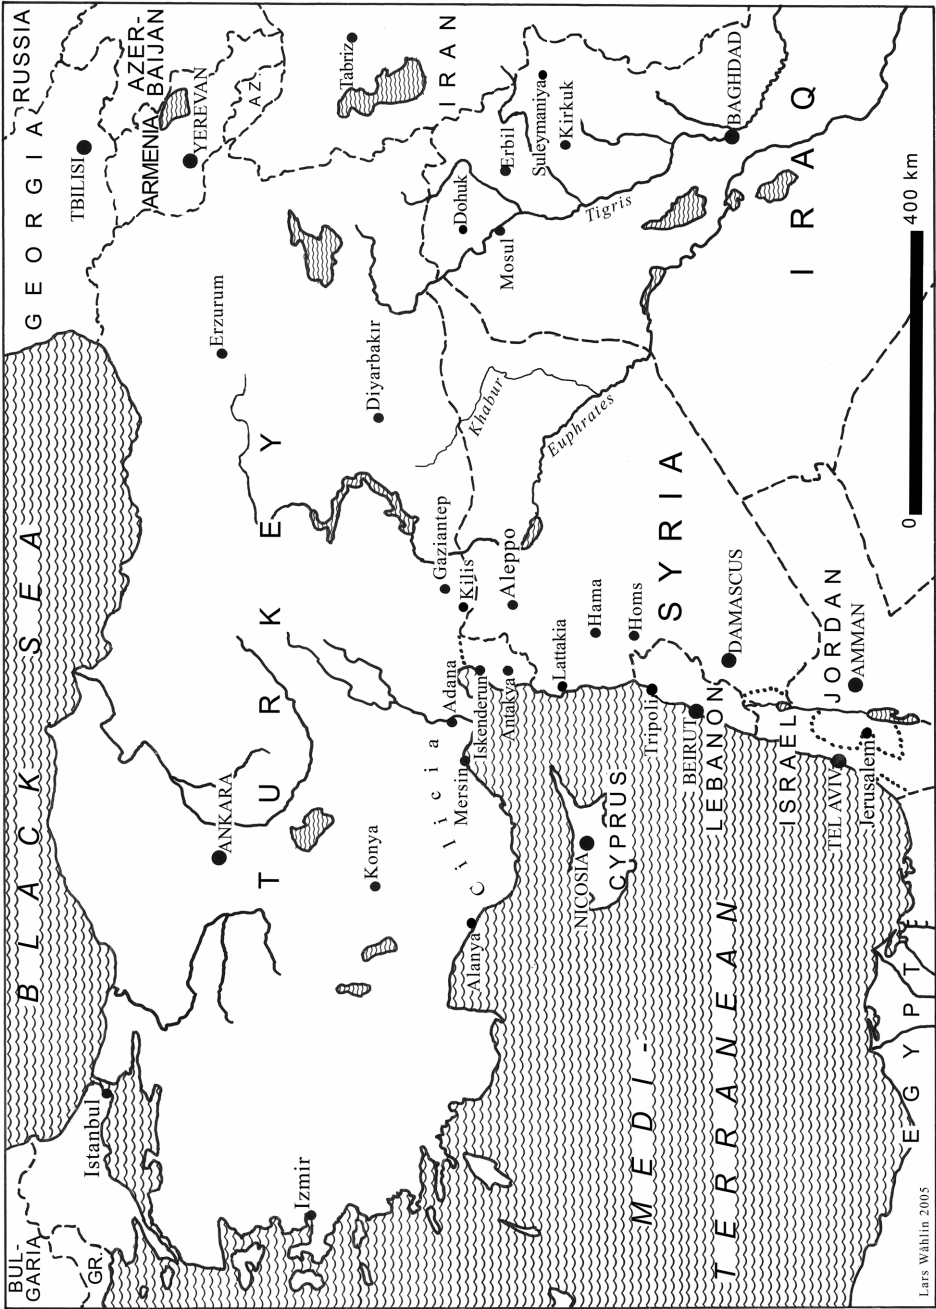 BUL-
GARIA
GR.
BLACK SEA
GEORGIA
RUSSIA
TBILISI
AZER-
BAIJAN
ARMENIA
YEREVAN
AZ.
Istanbul
ANKARA
Erzurum
TURKEY
Izmir
Konya
Diyarbakır
Tabriz
IRAN
Cilicia
Alanya
Mersin
Adana
Iskenderun
Antakya
Gaziantep
Kilis
Aleppo
Khabur
Euphrates
Dohuk
Mosul
Erbil
Suleymaniya
Kirkuk
Tigris
Lattakia
Hama
Homs
NICOSIA
CYPRUS
Tripoli
BEIRUT
LEBANON
SYRIA
DAMASCUS
BAGHDAD
IRAQ
MEDI-
TERRANEAN
ISRAEL
TEL AVIV
Jerusalem
JORDAN
AMMAN
EGYPT
0
400 km
Lars Wåhlin 2005